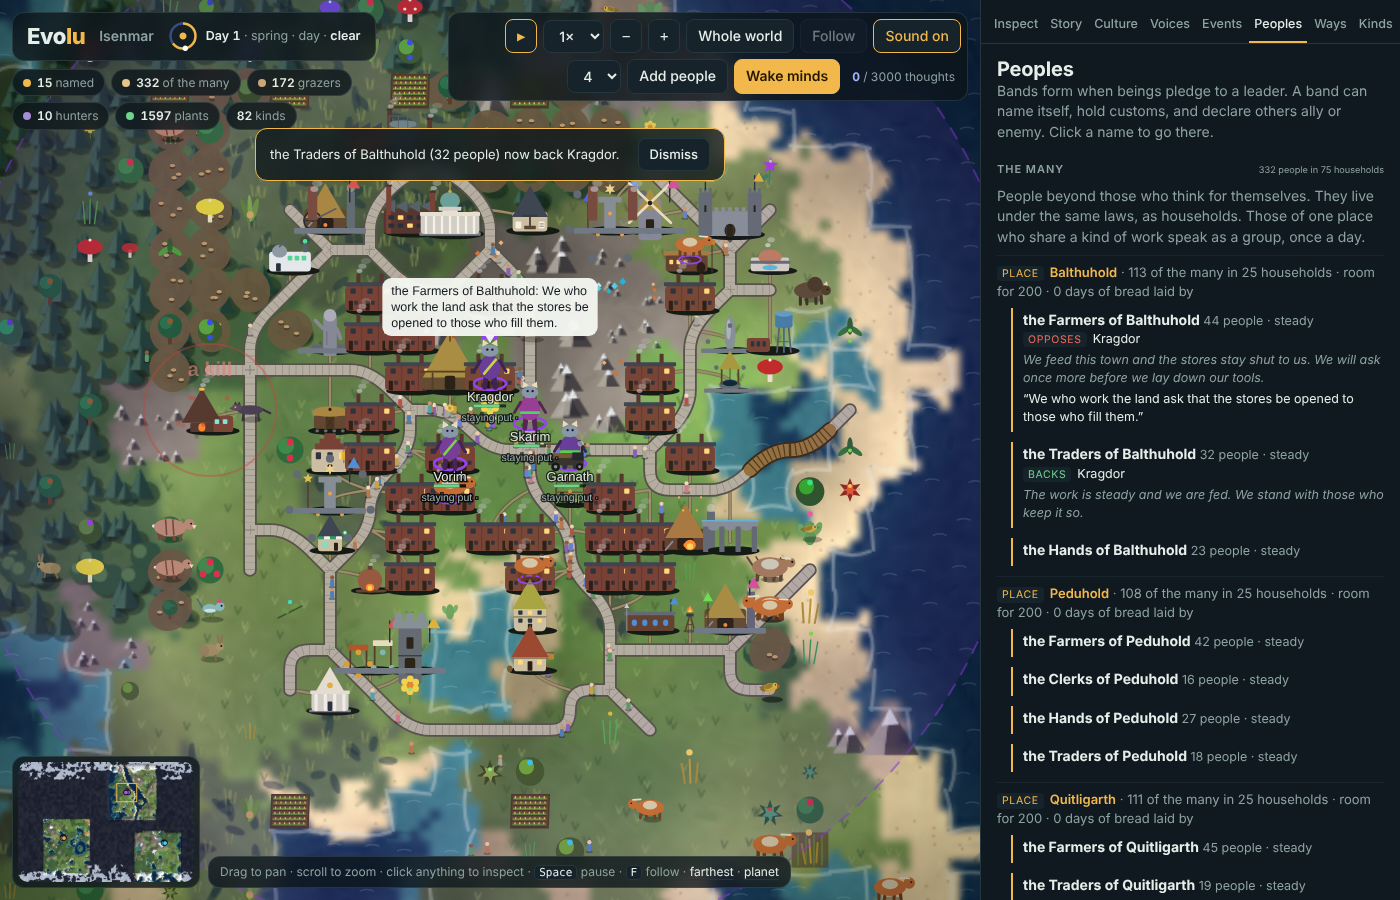 Evolu Isenmar Day 1 · spring · day · clear
15 named 332 of the many 172 grazers
10 hunters 1597 plants 82 kinds
▶ 1× − + Whole world Follow Sound on
4 Add people Wake minds 0 / 3000 thoughts
the Traders of Balthuhold (32 people) now back Kragdor. Dismiss
the Farmers of Balthuhold: We who
work the land ask that the stores be
opened to those who fill them.
Kragdor
staying put
Skarim
staying put
Vorim
staying put
Garnath
staying put
Drag to pan · scroll to zoom · click anything to inspect · Space pause · F follow · farthest · planet
Inspect Story Culture Voices Events Peoples Ways Kinds
Peoples
Bands form when beings pledge to a leader. A band can
name itself, hold customs, and declare others ally or
enemy. Click a name to go there.
THE MANY 332 people in 75 households
People beyond those who think for themselves. They live
under the same laws, as households. Those of one place
who share a kind of work speak as a group, once a day.
PLACE Balthuhold · 113 of the many in 25 households · room
for 200 · 0 days of bread laid by
the Farmers of Balthuhold 44 people · steady
OPPOSES Kragdor
We feed this town and the stores stay shut to us. We will ask
once more before we lay down our tools.
“We who work the land ask that the stores be opened to
those who fill them.”
the Traders of Balthuhold 32 people · steady
BACKS Kragdor
The work is steady and we are fed. We stand with those who
keep it so.
the Hands of Balthuhold 23 people · steady
PLACE Peduhold · 108 of the many in 25 households · room
for 200 · 0 days of bread laid by
the Farmers of Peduhold 42 people · steady
the Clerks of Peduhold 16 people · steady
the Hands of Peduhold 27 people · steady
the Traders of Peduhold 18 people · steady
PLACE Quitligarth · 111 of the many in 25 households · room
for 200 · 0 days of bread laid by
the Farmers of Quitligarth 45 people · steady
the Traders of Quitligarth 19 people · steady